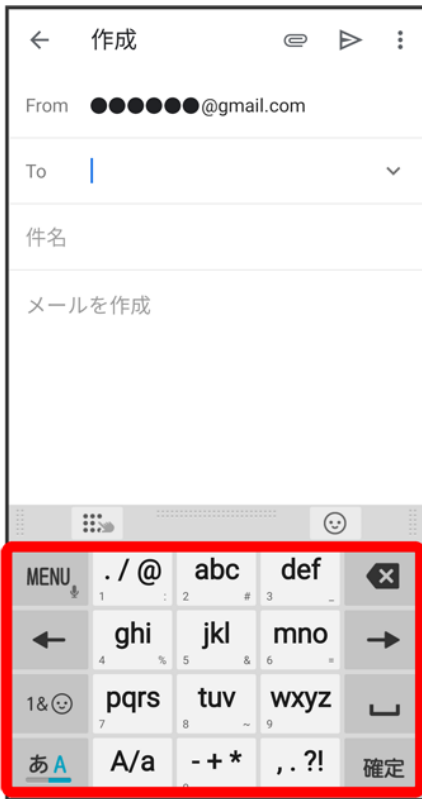 作成
From ●●●●●●@gmail.com
To
件名
メールを作成
MENU . / @ abc def
1 : 2 # 3 _
ghi jkl mno
4 % 5 & 6 =
1& pqrs tuv wxyz
7 8 ~ 9
あA A/a - + * , . ?! 確定